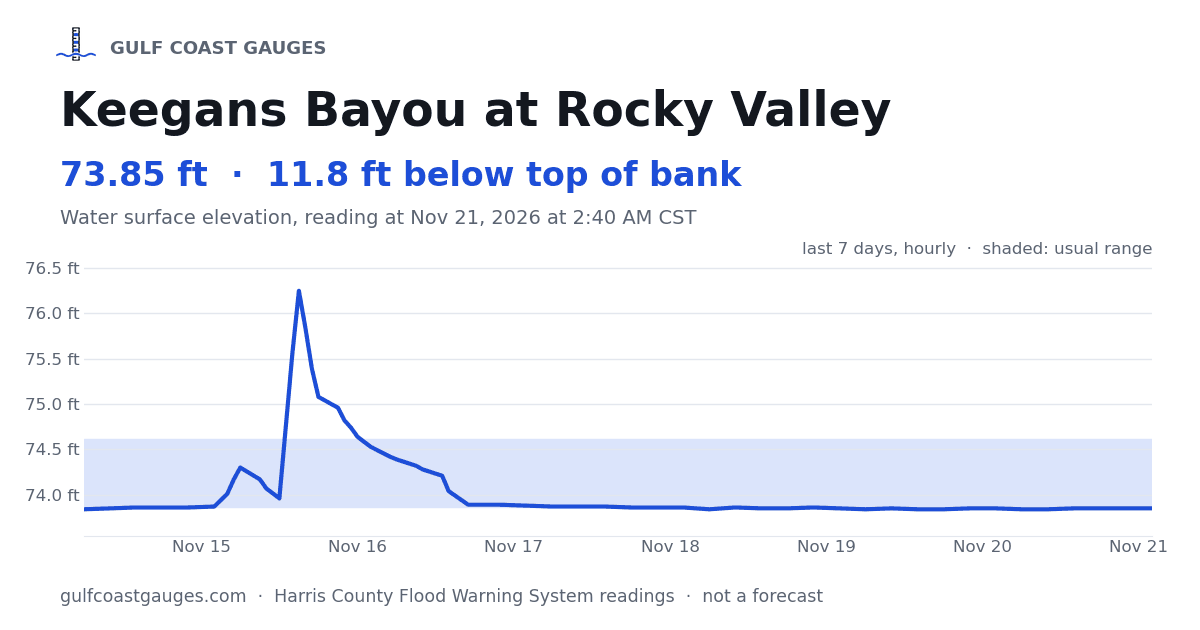 GULF COAST GAUGES
Keegans Bayou at Rocky Valley
73.85 ft · 11.8 ft below top of bank
Water surface elevation, reading at Nov 21, 2026 at 2:40 AM CST
last 7 days, hourly · shaded: usual range
76.5 ft
76.0 ft
75.5 ft
75.0 ft
74.5 ft
74.0 ft
Nov 15 Nov 16 Nov 17 Nov 18 Nov 19 Nov 20 Nov 21
gulfcoastgauges.com · Harris County Flood Warning System readings · not a forecast